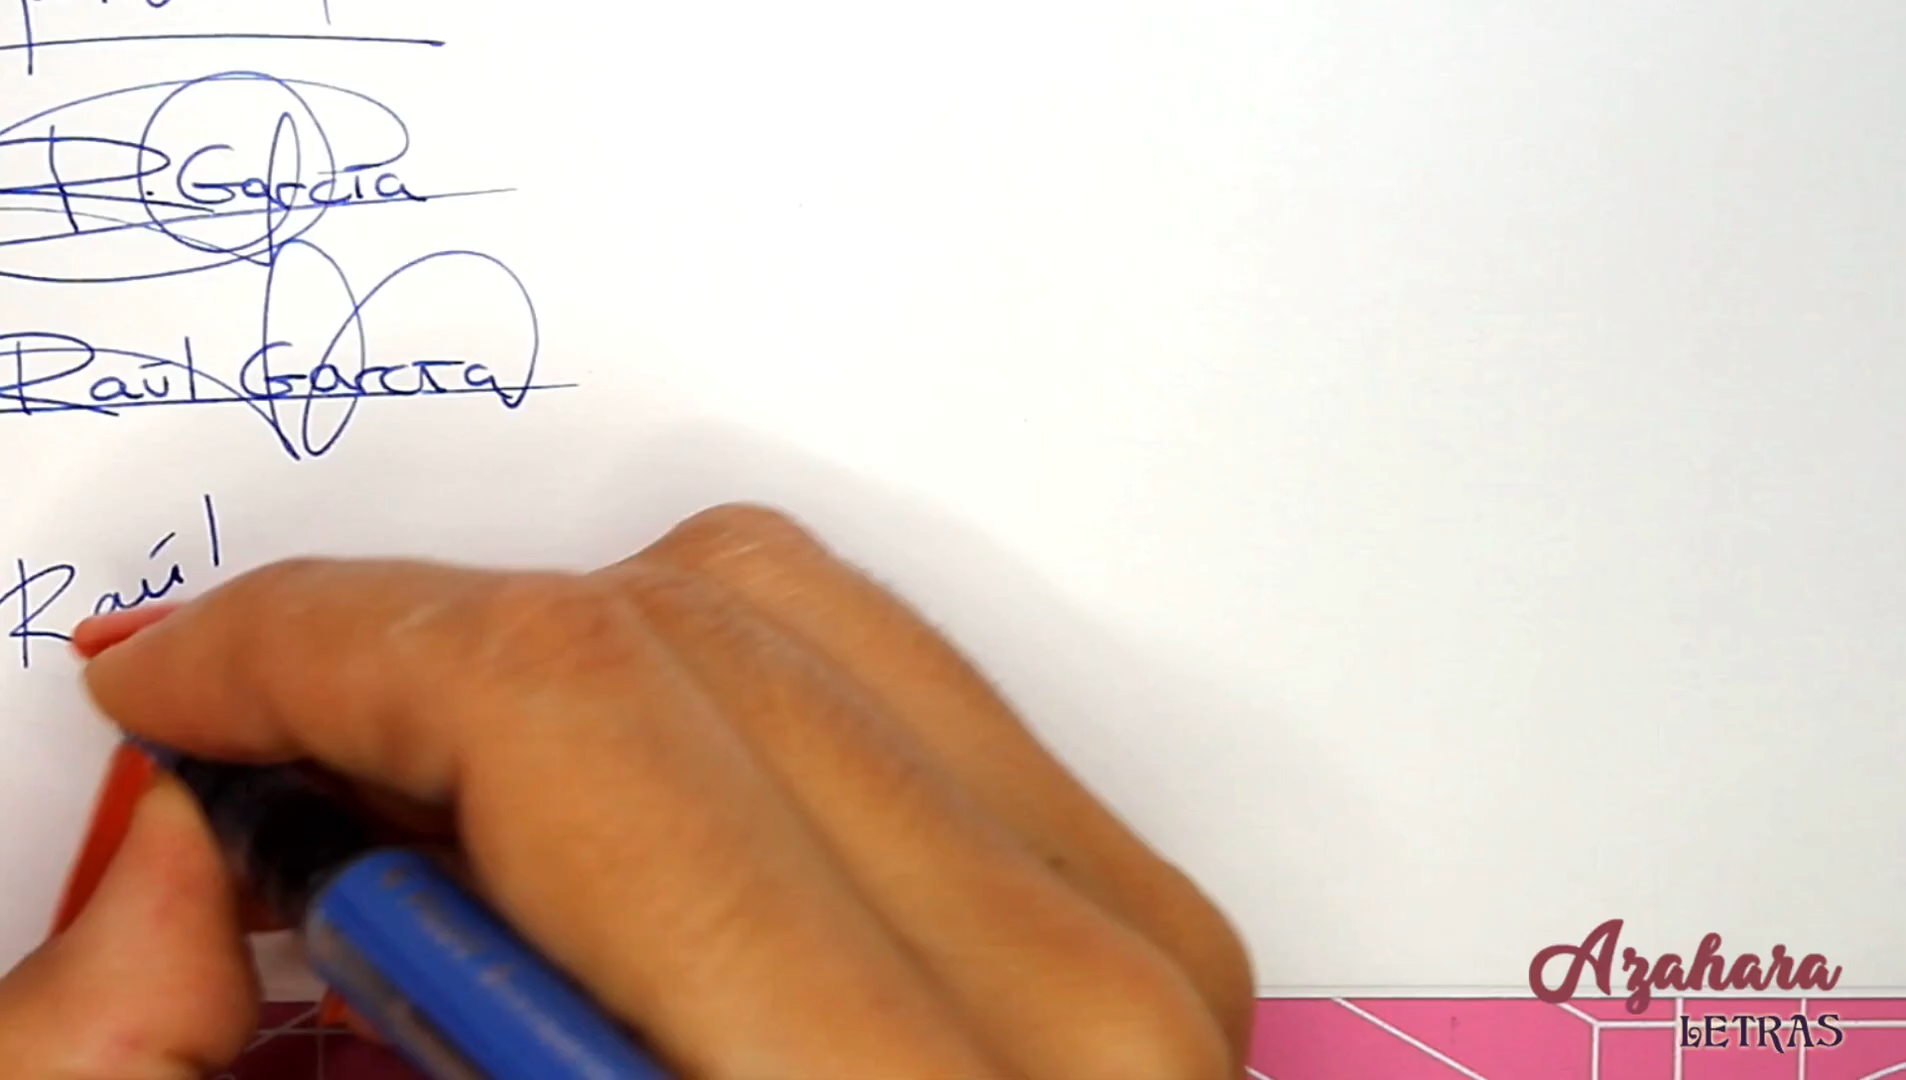 R. García
Raúl García
Raúl
Azahara
LETRAS